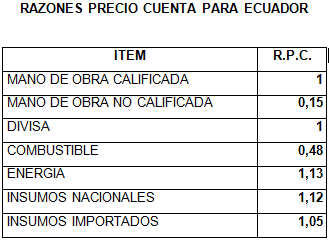 RAZONES PRECIO CUENTA PARA ECUADOR
ITEM R.P.C.
MANO DE OBRA CALIFICADA 1
MANO DE OBRA NO CALIFICADA 0,15
DIVISA 1
COMBUSTIBLE 0,48
ENERGIA 1,13
INSUMOS NACIONALES 1,12
INSUMOS IMPORTADOS 1,05